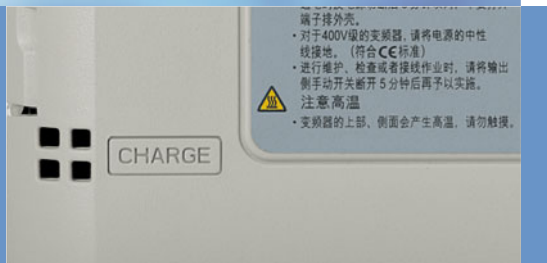 端子排外壳。
・对于400V级的变频器,请将电源的中性
线接地。(符合CE标准)
・进行维护、检查或者接线作业时,请将输出
侧手动开关断开5分钟后再予以实施。
注意高温
・变频器的上部、侧面会产生高温,请勿触摸。
CHARGE